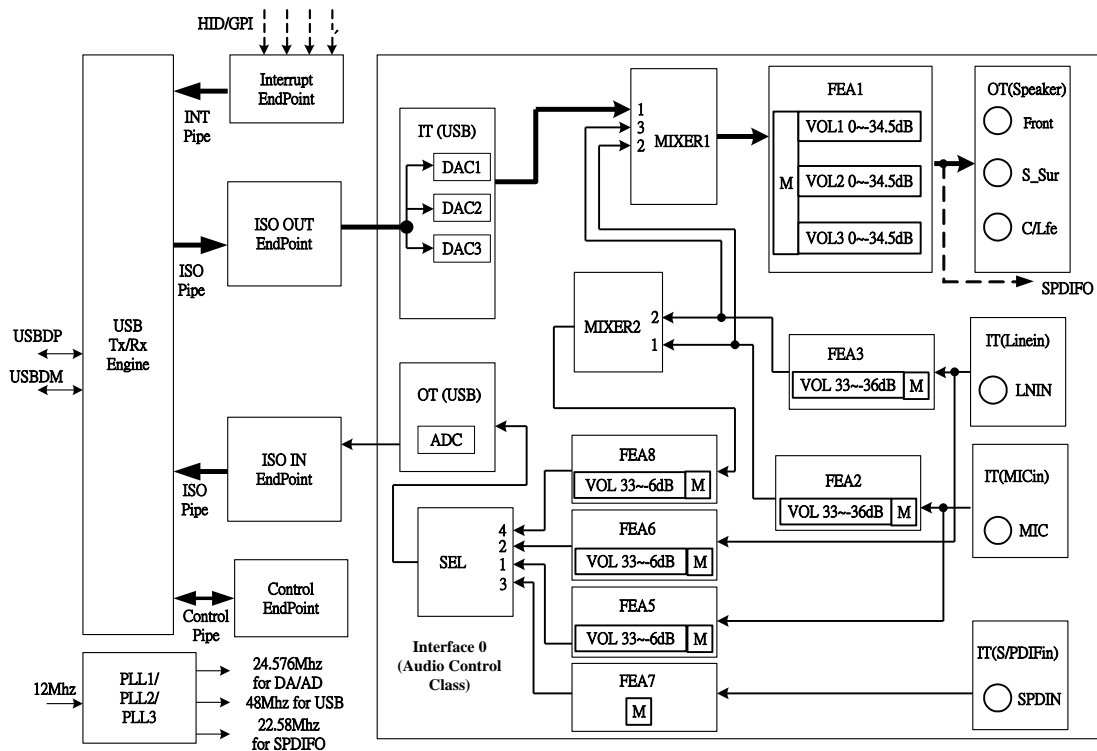 HID/GPI
Interrupt
EndPoint
INT
Pipe
ISO OUT
EndPoint
ISO
Pipe
USBDP
USBDM
USB
Tx/Rx
Engine
ISO IN
EndPoint
ISO
Pipe
Control
EndPoint
Control
Pipe
12Mhz
PLL1/
PLL2/
PLL3
24.576Mhz
for DA/AD
48Mhz for USB
22.58Mhz
for SPDIFO
IT (USB)
DAC1
DAC2
DAC3
OT (USB)
ADC
SEL
4
2
1
3
Interface 0
(Audio Control
Class)
1
3
2
MIXER1
MIXER2
2
1
FEA1
M
VOL1 0~-34.5dB
VOL2 0~-34.5dB
VOL3 0~-34.5dB
OT(Speaker)
Front
S_Sur
C/Lfe
SPDIFO
FEA3
VOL 33~-36dB
M
IT(Linein)
LNIN
FEA8
VOL 33~-6dB
M
FEA2
VOL 33~-36dB
M
IT(MICin)
MIC
FEA6
VOL 33~-6dB
M
FEA5
VOL 33~-6dB
M
FEA7
M
IT(S/PDIFin)
SPDIN